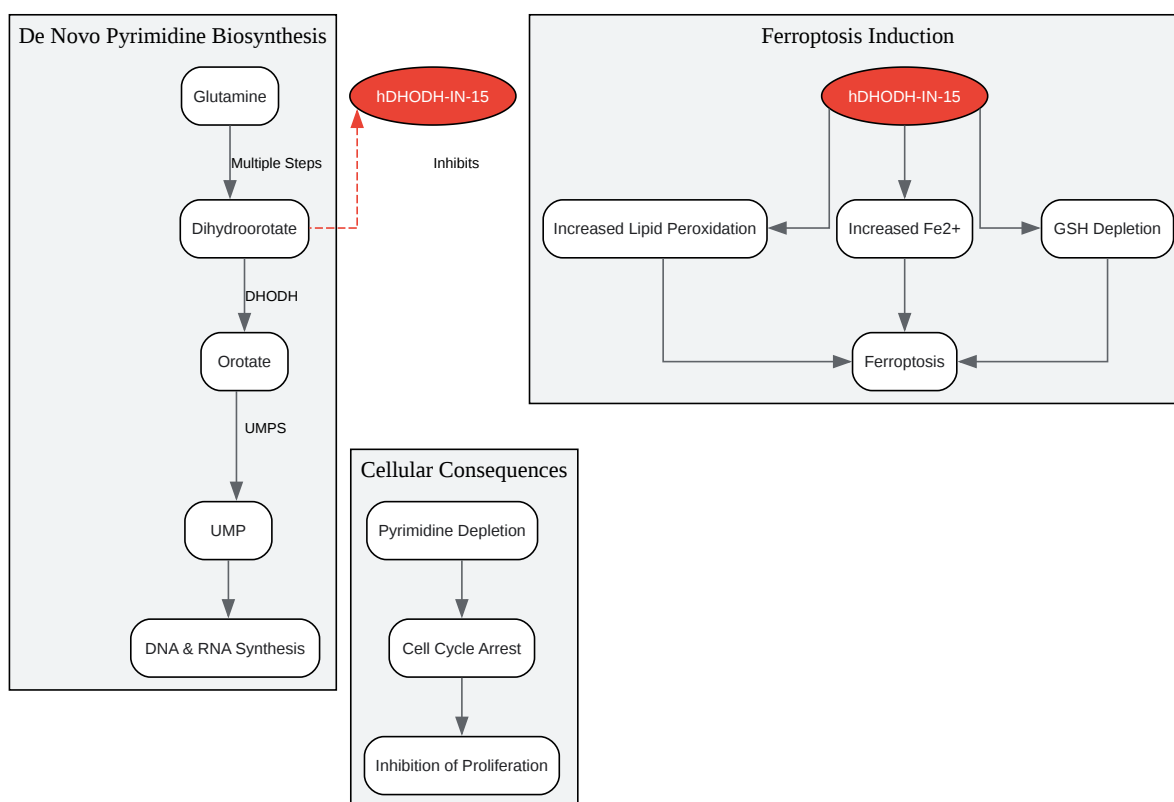 De Novo Pyrimidine Biosynthesis
Glutamine
Multiple Steps
Dihydroorotate
DHODH
Orotate
UMPS
UMP
DNA & RNA Synthesis
hDHODH-IN-15
Inhibits
Ferroptosis Induction
hDHODH-IN-15
Increased Lipid Peroxidation
Increased Fe2+
GSH Depletion
Ferroptosis
Cellular Consequences
Pyrimidine Depletion
Cell Cycle Arrest
Inhibition of Proliferation